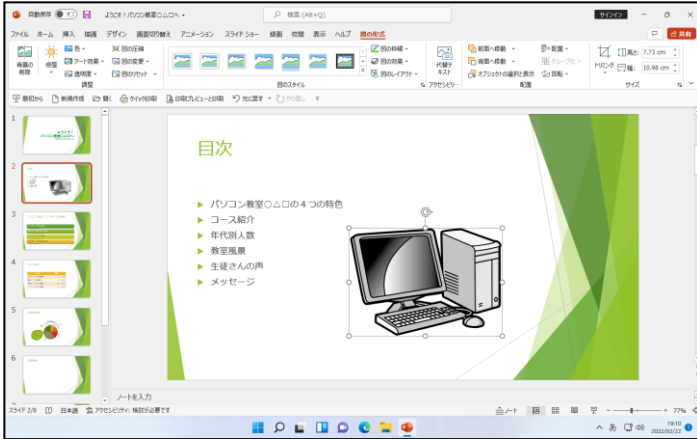 自動保存 オフ ようこそ！パソコン教室○△□へ 検索 (Alt+Q) サインイン
ファイル ホーム 挿入 描画 デザイン 画面切り替え アニメーション スライド ショー 録画 校閲 表示 ヘルプ 図の形式 共有
背景の削除 修整 色 アート効果 透明度 図の圧縮 図の変更 図のリセット
図の枠線 図の効果 図のレイアウト
代替テキスト 前面へ移動 背面へ移動 オブジェクトの選択と表示 配置 グループ化 回転
トリミング 高さ: 7.73 cm 幅: 10.98 cm
調整 図のスタイル アクセシビリ… 配置 サイズ
最初から 新規作成 開く クイック印刷 印刷プレビューと印刷 元に戻す やり直し
1
2
3
4
5
6
目次
パソコン教室○△□の４つの特色
コース紹介
年代別人数
教室風景
生徒さんの声
メッセージ
ノートを入力
スライド 2/8 日本語 アクセシビリティ: 検討が必要です ノート 77%
あ 19:10
2022/02/22